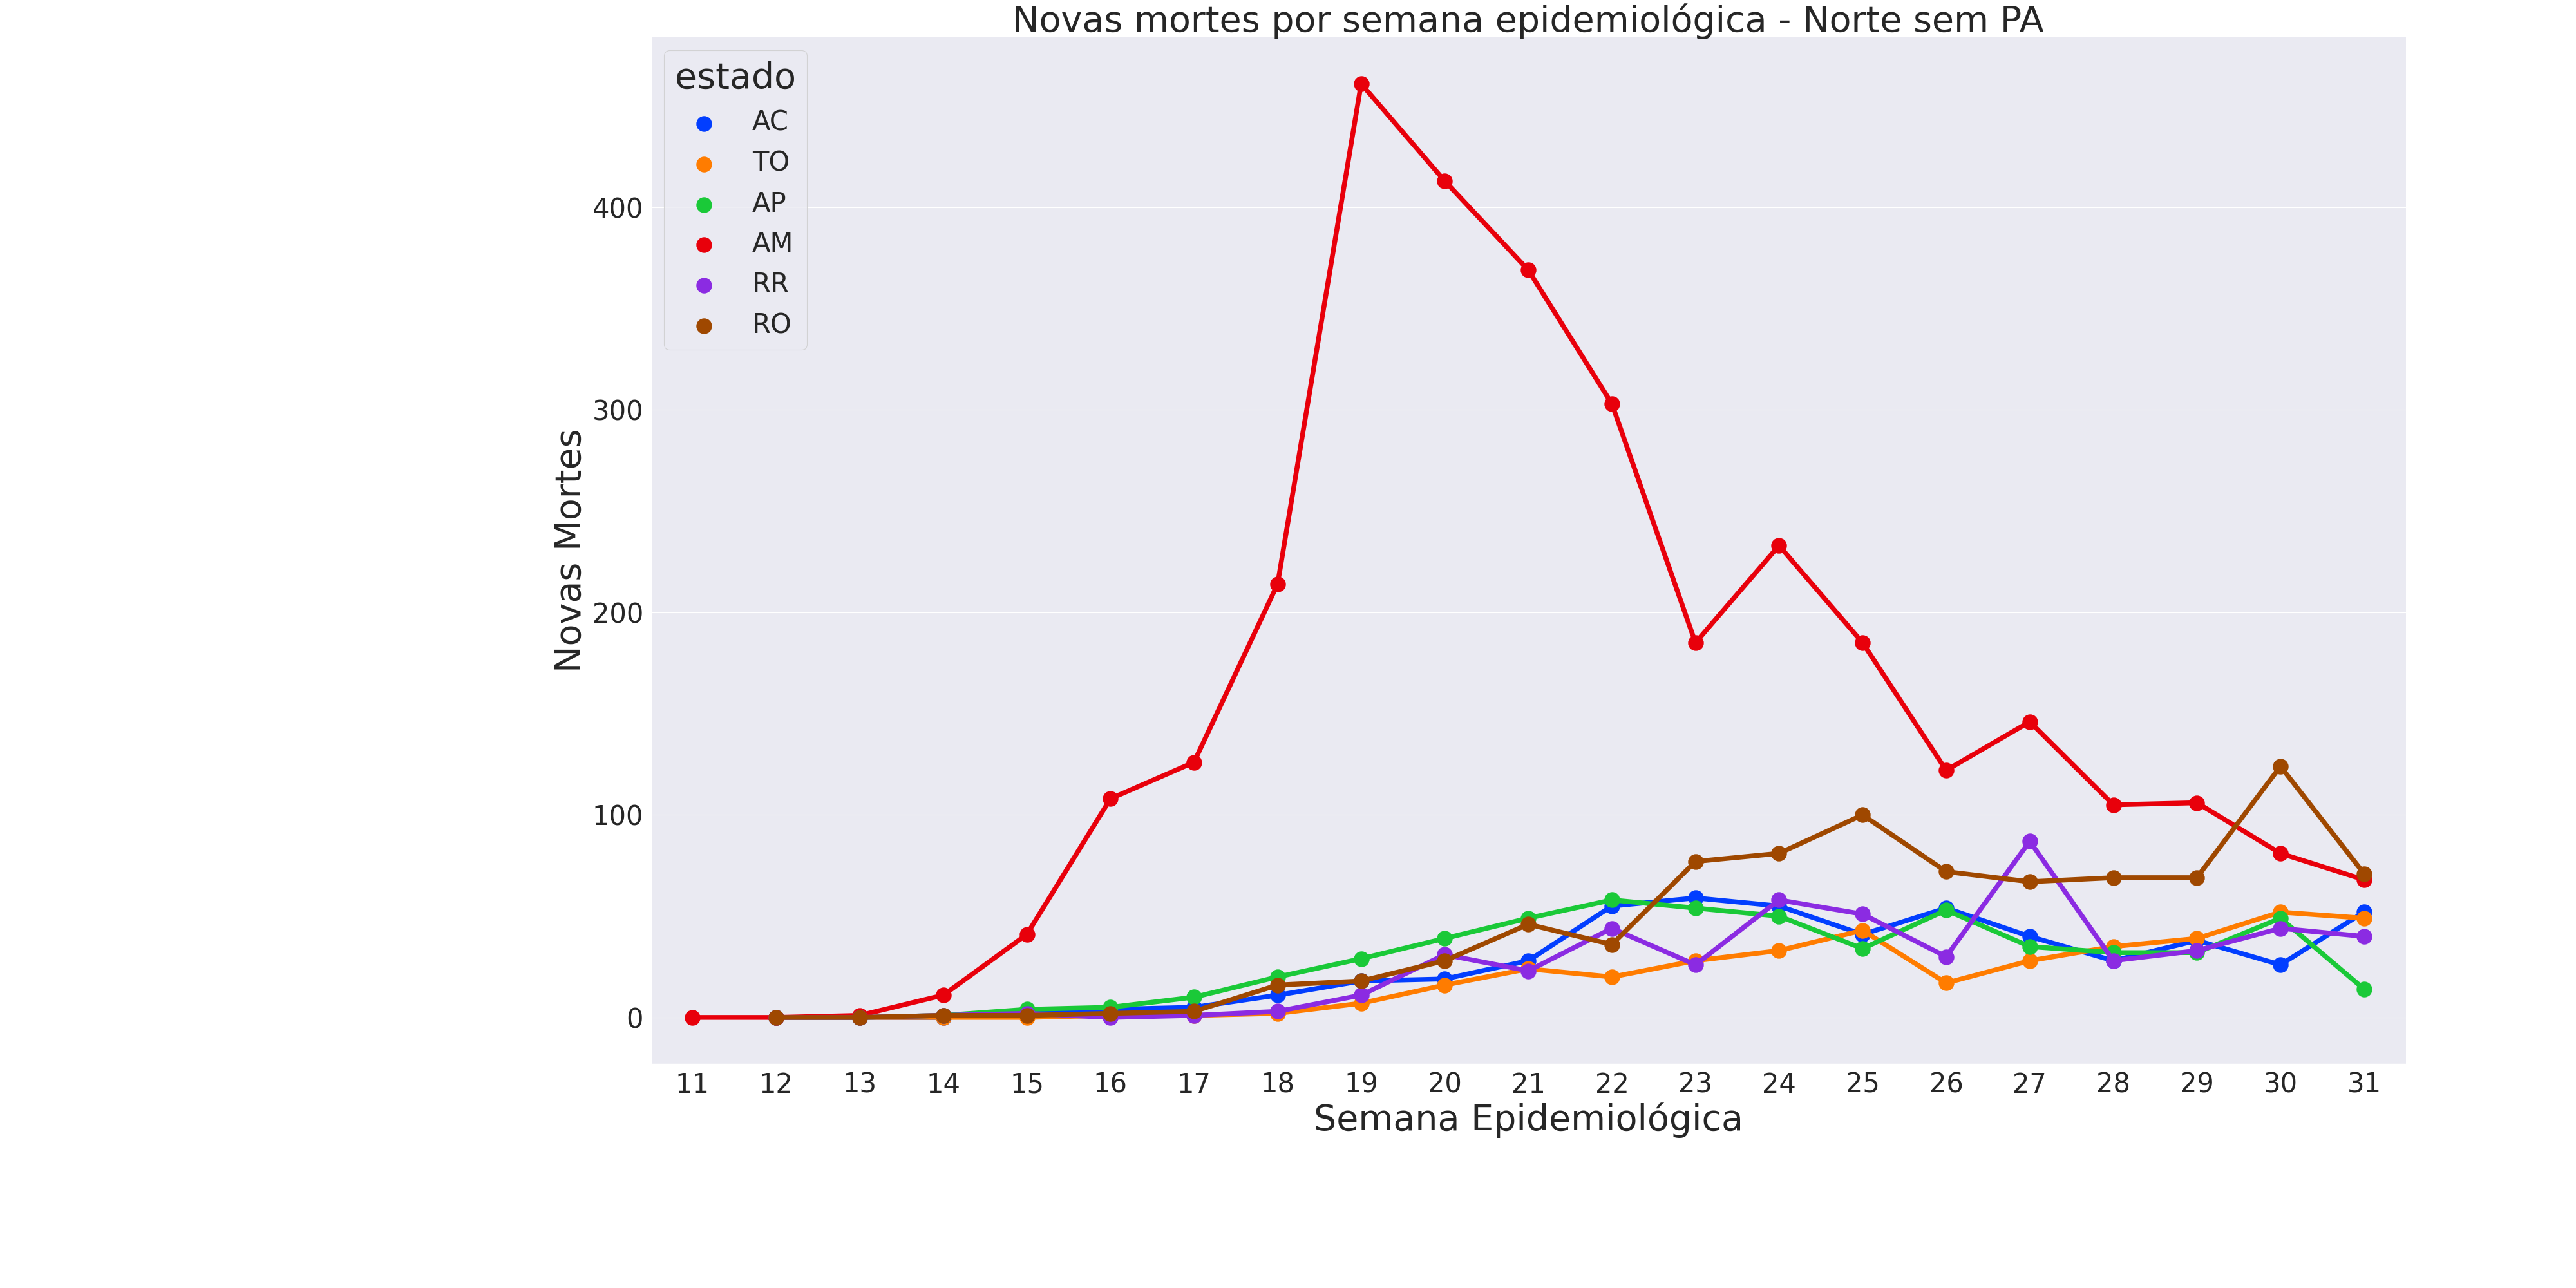 Novas mortes por semana epidemiológica - Norte sem PA
estado
AC
TO
AP
AM
RR
RO
Novas Mortes
400
300
200
100
0
11 12 13 14 15 16 17 18 19 20 21 22 23 24 25 26 27 28 29 30 31
Semana Epidemiológica